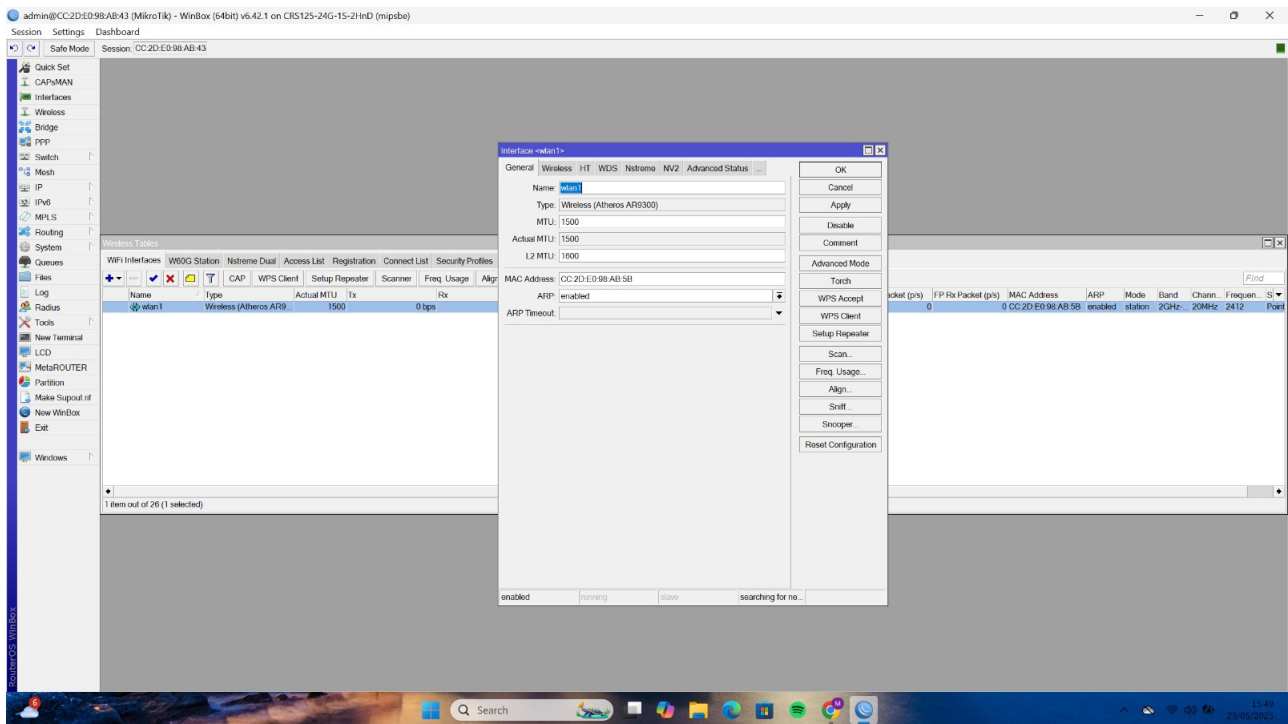 admin@CC:2D:E0:98:AB:43 (MikroTik) - WinBox (64bit) v6.42.1 on CRS125-24G-1S-2HnD (mipsbe)
Session Settings Dashboard
Safe Mode Session: CC:2D:E0:98:AB:43
Quick Set
CAPsMAN
Interfaces
Wireless
Bridge
PPP
Switch
Mesh
IP
IPv6
MPLS
Routing
System
Queues
Files
Log
Radius
Tools
New Terminal
LCD
MetaROUTER
Partition
Make Supout.rif
New WinBox
Exit
Windows
RouterOS WinBox
Wireless Tables
WiFi Interfaces W60G Station Nstreme Dual Access List Registration Connect List Security Profiles
CAP WPS Client Setup Repeater Scanner Freq. Usage Find
Name Type Actual MTU Tx Rx FP Rx Packet (p/s) MAC Address ARP Mode Band Chann... Frequen... S
wlan1 Wireless (Atheros AR9... 1500 0 bps 0 0 CC:2D:E0:98:AB:5B enabled station 2GHz-... 20MHz 2412
1 item out of 26 (1 selected)
Interface <wlan1>
General Wireless HT WDS Nstreme NV2 Advanced Status ...
Name: wlan1
Type: Wireless (Atheros AR9300)
MTU: 1500
Actual MTU: 1500
L2 MTU: 1600
MAC Address: CC:2D:E0:98:AB:5B
ARP: enabled
ARP Timeout:
OK
Cancel
Apply
Disable
Comment
Advanced Mode
Torch
WPS Accept
WPS Client
Setup Repeater
Scan...
Freq. Usage...
Align...
Sniff...
Snooper...
Reset Configuration
enabled running slave searching for ne...
6
Search
15:49
23/05/2025